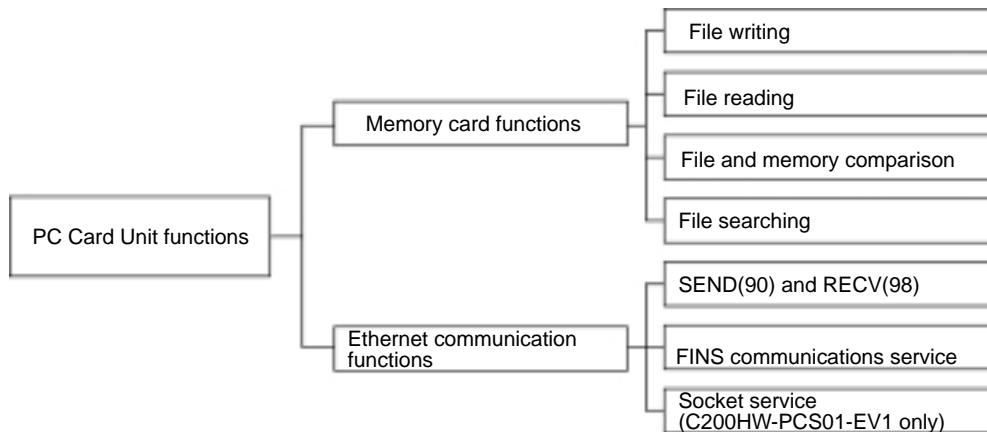 PC Card Unit functions
Memory card functions
File writing
File reading
File and memory comparison
File searching
Ethernet communication
functions
SEND(90) and RECV(98)
FINS communications service
Socket service
(C200HW-PCS01-EV1 only)